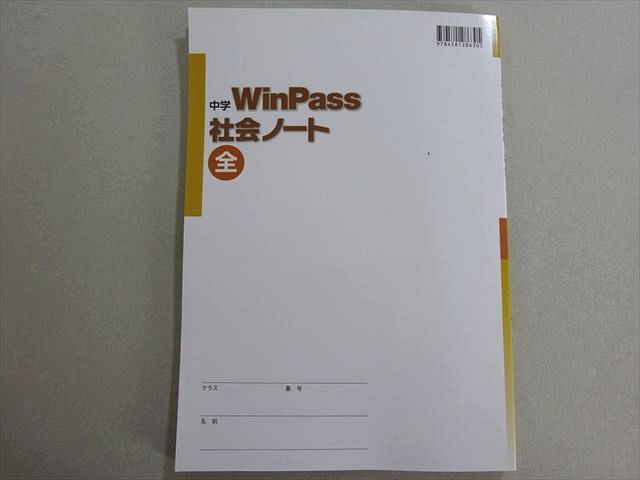 9784581286305
中学 WinPass
社会ノート
全
クラス 番号
名前